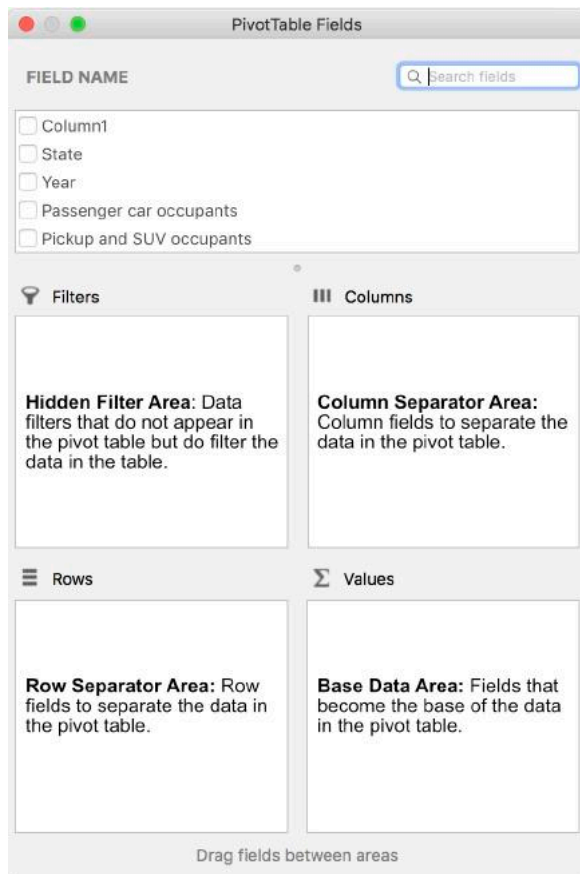 PivotTable Fields
FIELD NAME
Search fields
Column1
State
Year
Passenger car occupants
Pickup and SUV occupants
Filters
Columns
Hidden Filter Area: Data
filters that do not appear in
the pivot table but do filter the
data in the table.
Column Separator Area:
Column fields to separate the
data in the pivot table.
Rows
Values
Row Separator Area: Row
fields to separate the data in
the pivot table.
Base Data Area: Fields that
become the base of the data
in the pivot table.
Drag fields between areas